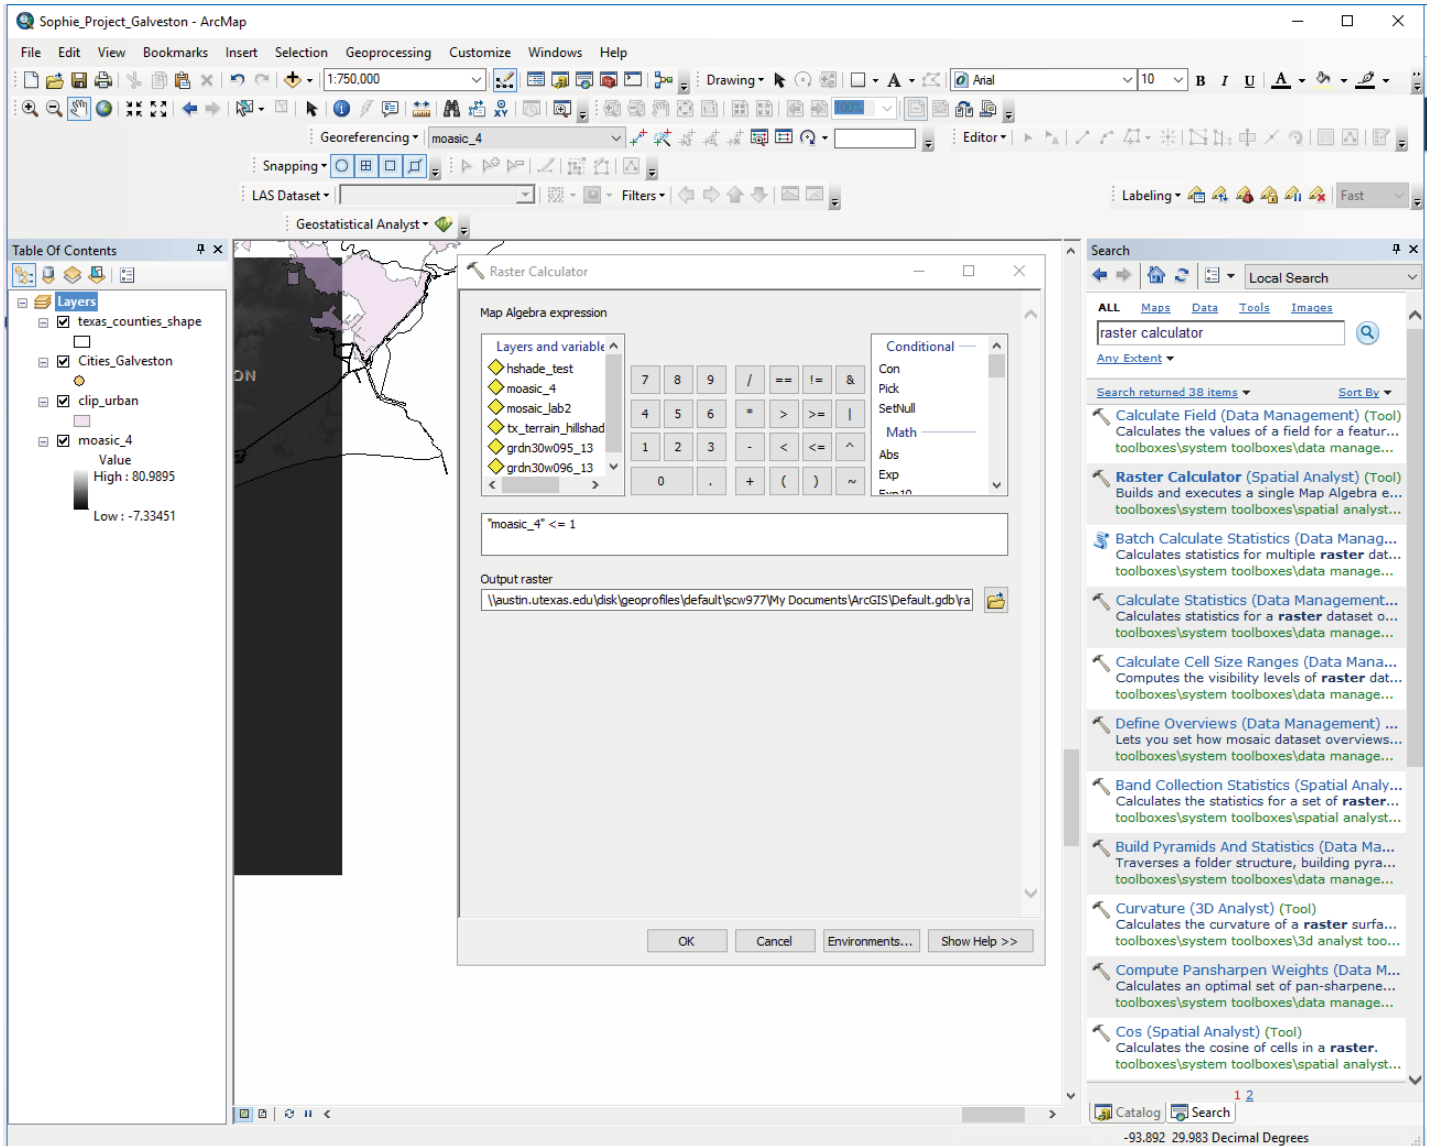 Sophie_Project_Galveston - ArcMap
File Edit View Bookmarks Insert Selection Geoprocessing Customize Windows Help
1:750,000 Drawing Arial 10 B I U A
100%
Georeferencing moasic_4 Editor
Snapping
LAS Dataset Filters Labeling Fast
Geostatistical Analyst
Table Of Contents
Layers
texas_counties_shape
Cities_Galveston
clip_urban
moasic_4
Value
High : 80.9895
Low : -7.33451
ON
Raster Calculator
Map Algebra expression
Layers and variable
hshade_test
moasic_4
mosaic_lab2
tx_terrain_hillshad
grdn30w095_13
grdn30w096_13
7 8 9 / == != &
4 5 6 * > >= |
1 2 3 - < <= ^
0 . + ( ) ~
Conditional
Con
Pick
SetNull
Math
Abs
Exp
Exp10
"moasic_4" <= 1
Output raster
\\austin.utexas.edu\disk\geoprofiles\default\scw977\My Documents\ArcGIS\Default.gdb\ra
OK Cancel Environments... Show Help >>
Search
Local Search
ALL Maps Data Tools Images
raster calculator
Any Extent
Search returned 38 items Sort By
Calculate Field (Data Management) (Tool)
Calculates the values of a field for a featur...
toolboxes\system toolboxes\data manage...
Raster Calculator (Spatial Analyst) (Tool)
Builds and executes a single Map Algebra e...
toolboxes\system toolboxes\spatial analyst...
Batch Calculate Statistics (Data Manag...
Calculates statistics for multiple raster dat...
toolboxes\system toolboxes\data manage...
Calculate Statistics (Data Management...
Calculates statistics for a raster dataset o...
toolboxes\system toolboxes\data manage...
Calculate Cell Size Ranges (Data Mana...
Computes the visibility levels of raster dat...
toolboxes\system toolboxes\data manage...
Define Overviews (Data Management) ...
Lets you set how mosaic dataset overviews...
toolboxes\system toolboxes\data manage...
Band Collection Statistics (Spatial Analy...
Calculates the statistics for a set of raster...
toolboxes\system toolboxes\spatial analyst...
Build Pyramids And Statistics (Data Ma...
Traverses a folder structure, building pyra...
toolboxes\system toolboxes\data manage...
Curvature (3D Analyst) (Tool)
Calculates the curvature of a raster surfa...
toolboxes\system toolboxes\3d analyst too...
Compute Pansharpen Weights (Data M...
Calculates an optimal set of pan-sharpene...
toolboxes\system toolboxes\data manage...
Cos (Spatial Analyst) (Tool)
Calculates the cosine of cells in a raster.
toolboxes\system toolboxes\spatial analyst...
1 2
Catalog Search
-93.892 29.983 Decimal Degrees